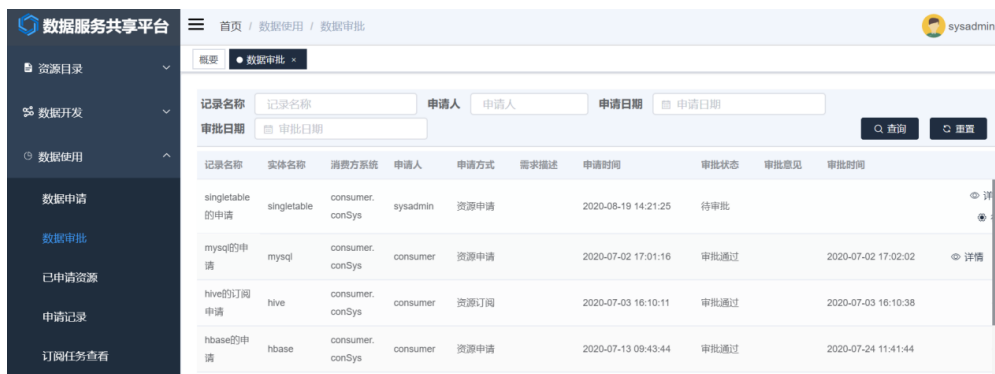 数据服务共享平台
首页 / 数据使用 / 数据审批
sysadmin
概要
数据审批 ×
资源目录
数据开发
数据使用
数据申请
数据审批
已申请资源
申请记录
订阅任务查看
记录名称 记录名称 申请人 申请人 申请日期 申请日期
审批日期 审批日期 查询 重置
记录名称 实体名称 消费方系统 申请人 申请方式 需求描述 申请时间 审批状态 审批意见 审批时间
singletable consumer. 详
singletable sysadmin 资源申请 2020-08-19 14:21:25 待审批
的申请 conSys
mysql的申 consumer.
mysql consumer 资源申请 2020-07-02 17:01:16 审批通过 2020-07-02 17:02:02 详情
请 conSys
hive的订阅 consumer.
hive consumer 资源订阅 2020-07-03 16:10:11 审批通过 2020-07-03 16:10:38
申请 conSys
hbase的申 consumer.
hbase consumer 资源申请 2020-07-13 09:43:44 审批通过 2020-07-24 11:41:44
请 conSys